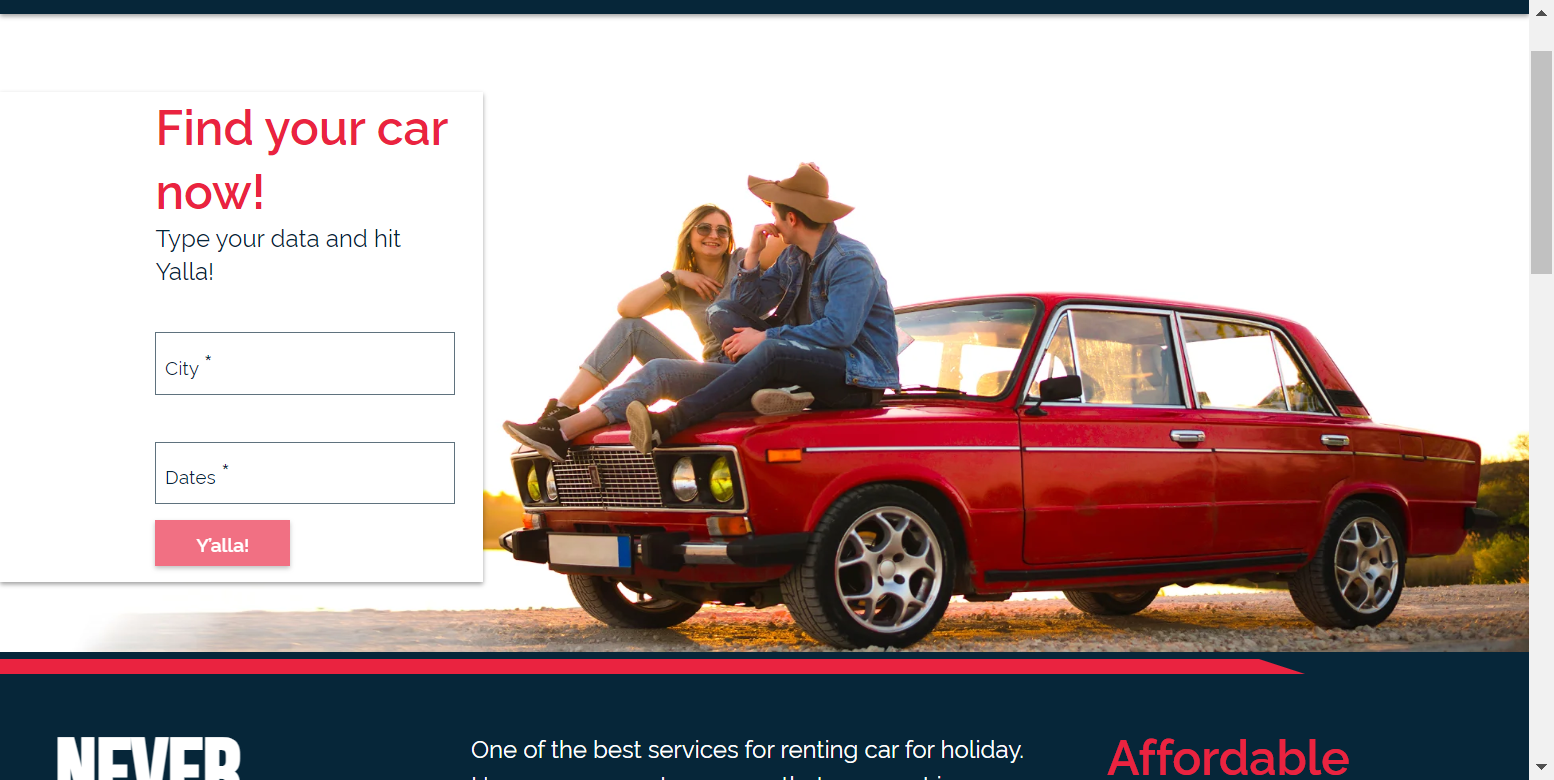 Find your car
now!
Type your data and hit
Yalla!
City *
Dates *
Y'alla!
NEVER
One of the best services for renting car for holiday.
Affordable